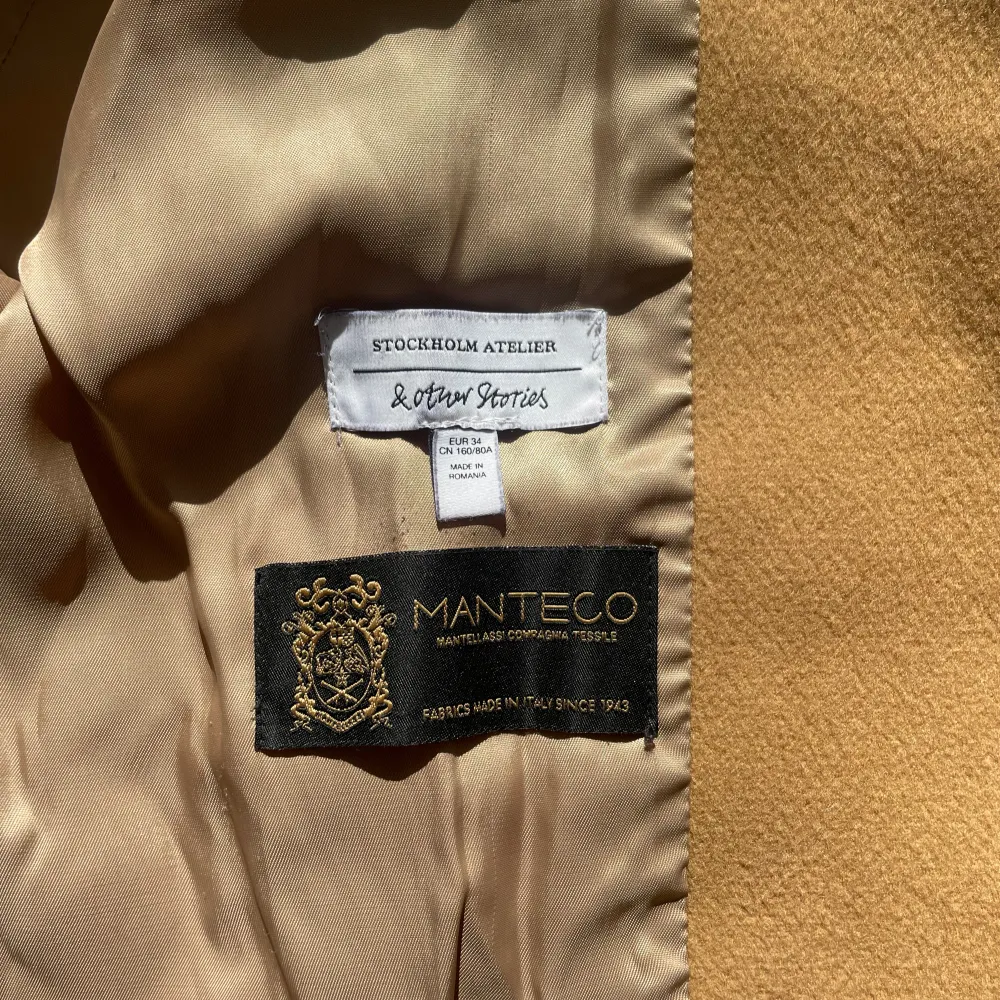 STOCKHOLM ATELIER
& Other Stories
EUR 34
CN 160/80A
MADE IN
ROMANIA
MANTECO
MANTELLASSI COMPAGNIA TESSILE
FABRICS MADE IN ITALY SINCE 1943